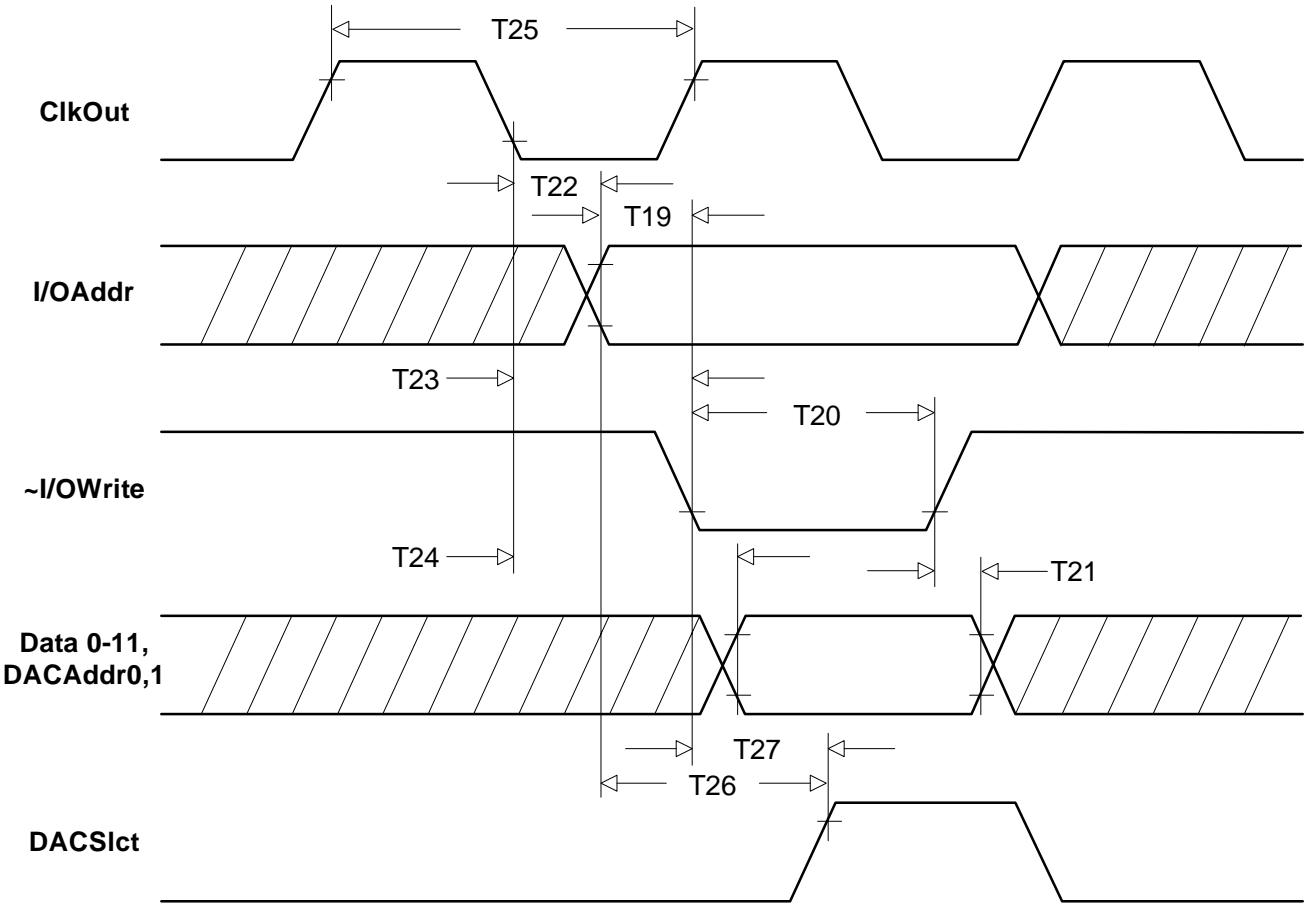 T25
ClkOut
T22
T19
I/OAddr
T23
T20
~I/OWrite
T24
T21
Data 0-11,
DACAddr0,1
T27
T26
DACSlct